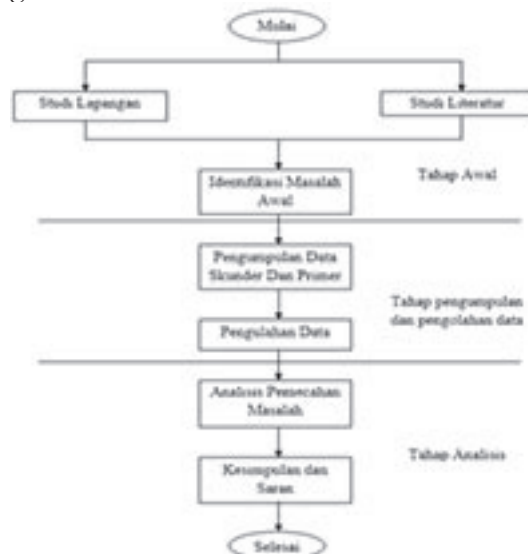 Mulai
Studi Lapangan
Studi Literatur
Identifikasi Masalah
Awal
Tahap Awal
Pengumpulan Data
Skunder Dan Primer
Pengulahan Data
Tahap pengumpulan
dan pengolahan data
Analisis Pemecahan
Masalah
Kesimpulan dan
Saran
Tahap Analisis
Selesai